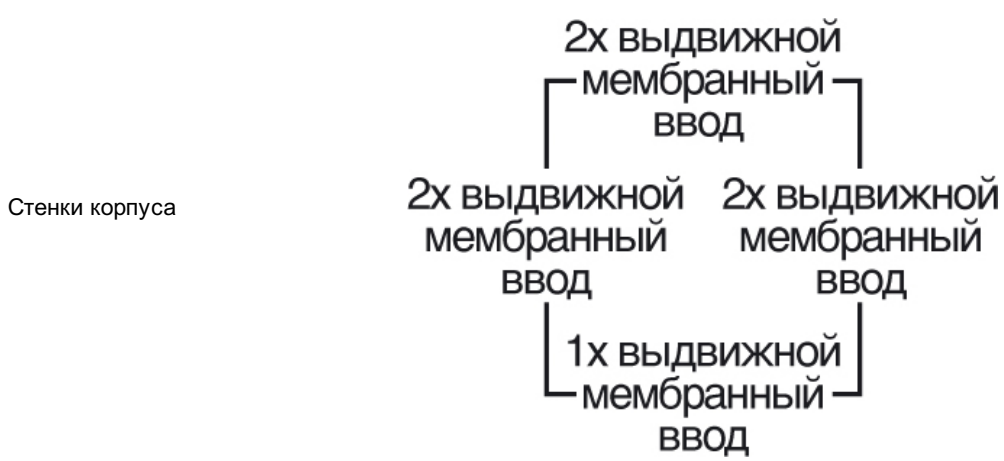 2x выдвижной
мембранный
ввод
Стенки корпуса
2x выдвижной
мембранный
ввод
2x выдвижной
мембранный
ввод
1x выдвижной
мембранный
ввод